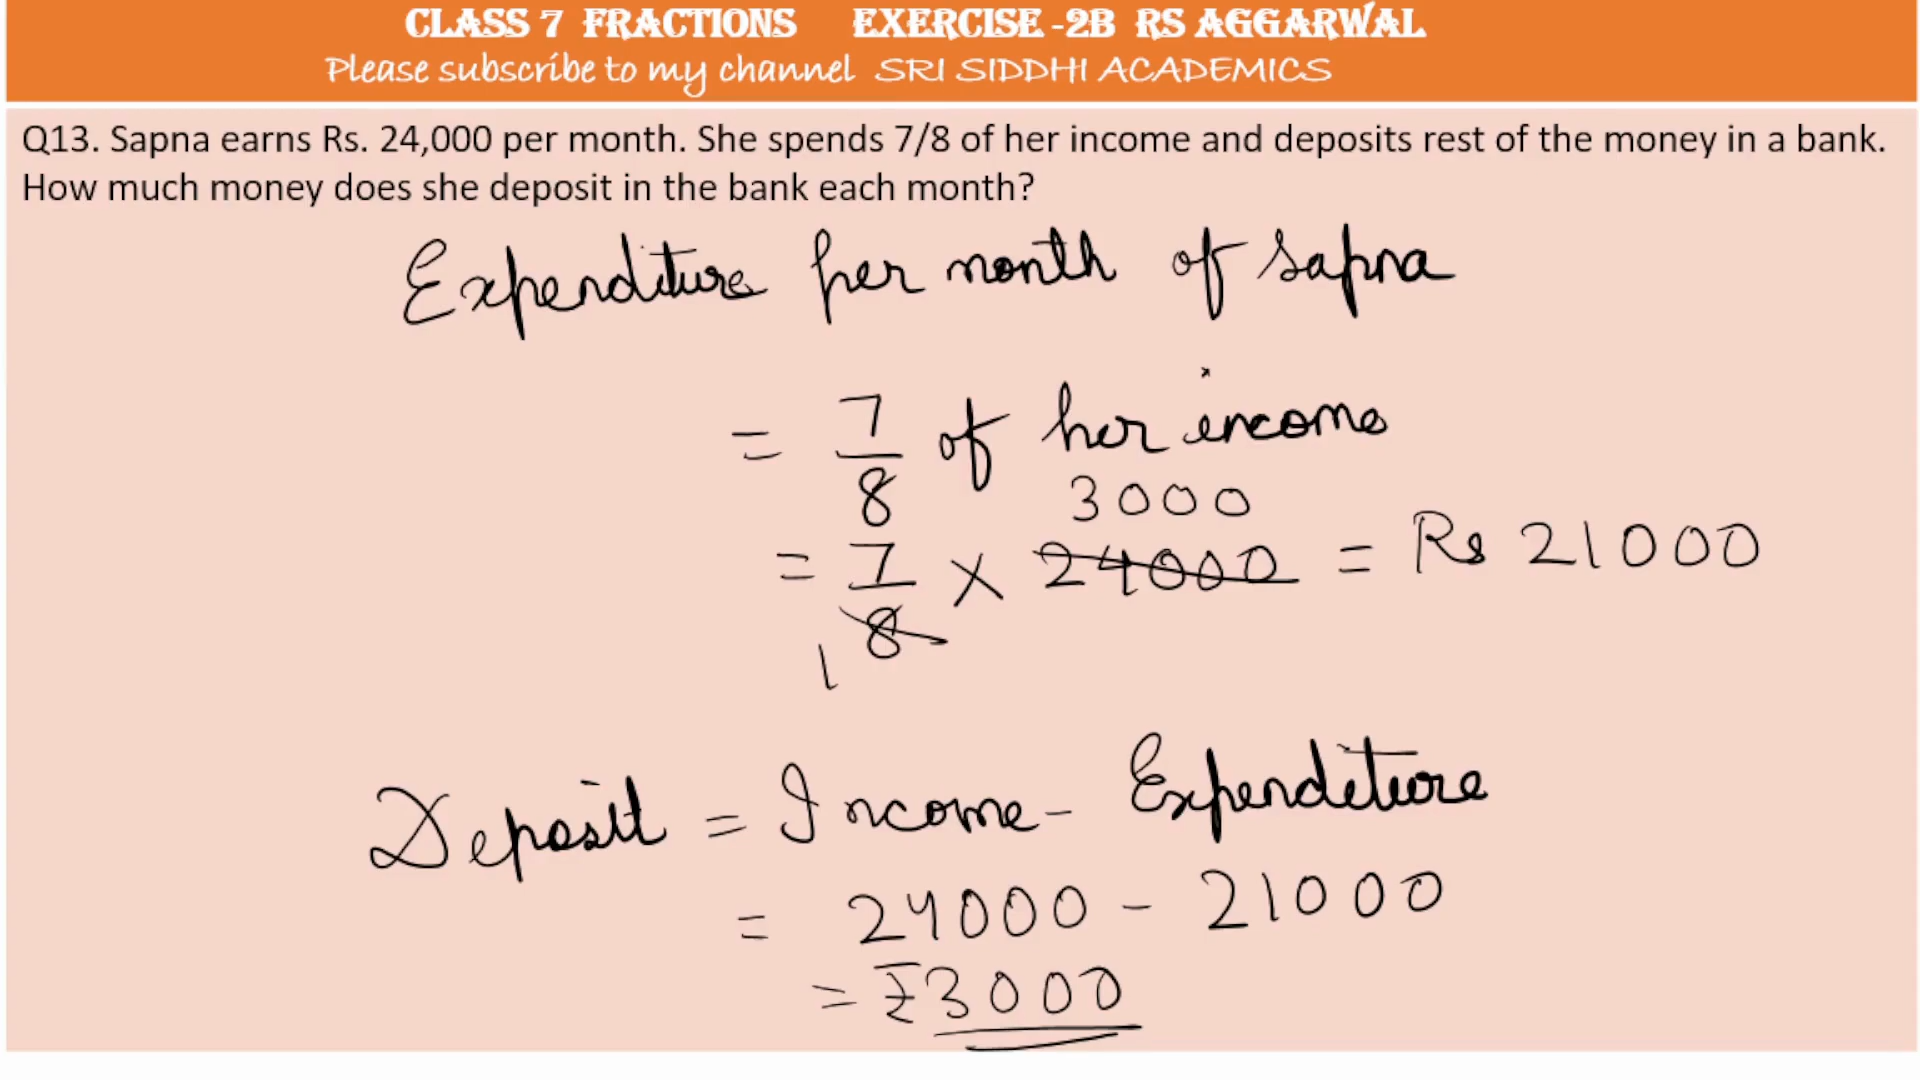 CLASS 7 FRACTIONS EXERCISE -2B RS AGGARWAL
Please subscribe to my channel SRI SIDDHI ACADEMICS
Q13. Sapna earns Rs. 24,000 per month. She spends 7/8 of her income and deposits rest of the money in a bank.
How much money does she deposit in the bank each month?
Expenditure per month of Sapna
= 7/8 of her income
3000
= 7/8 × 24000 = Rs 21000
1
Deposit = Income - Expenditure
= 24000 - 21000
= ₹3000